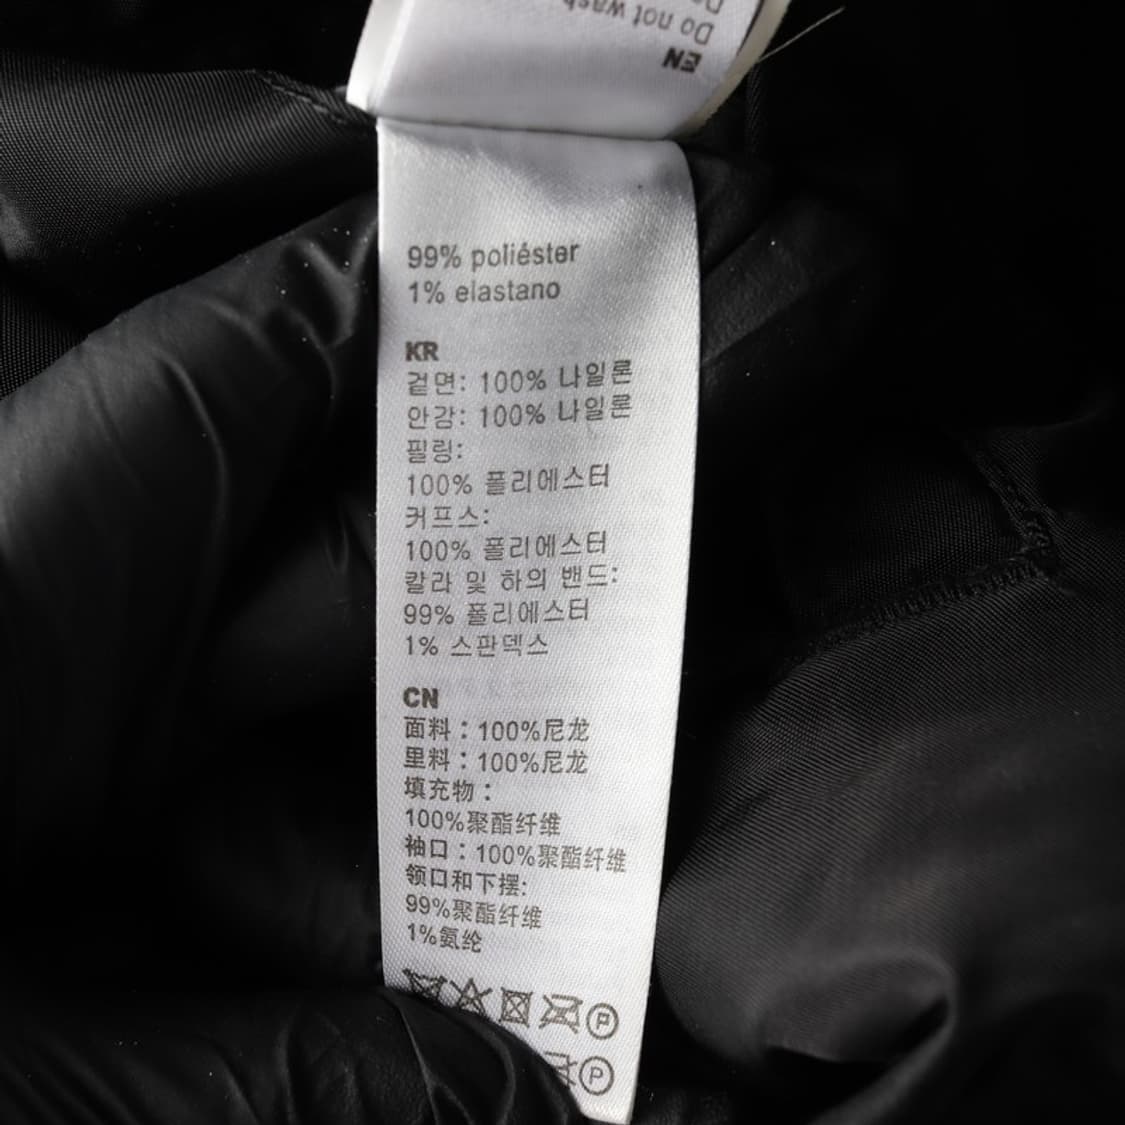 Do not wash
EN
99% poliéster
1% elastano
KR
겉면: 100% 나일론
안감: 100% 나일론
필링:
100% 폴리에스터
커프스:
100% 폴리에스터
칼라 및 하의 밴드:
99% 폴리에스터
1% 스판덱스
CN
面料：100%尼龙
里料：100%尼龙
填充物：
100%聚酯纤维
袖口：100%聚酯纤维
领口和下摆:
99%聚酯纤维
1%氨纶
P
P